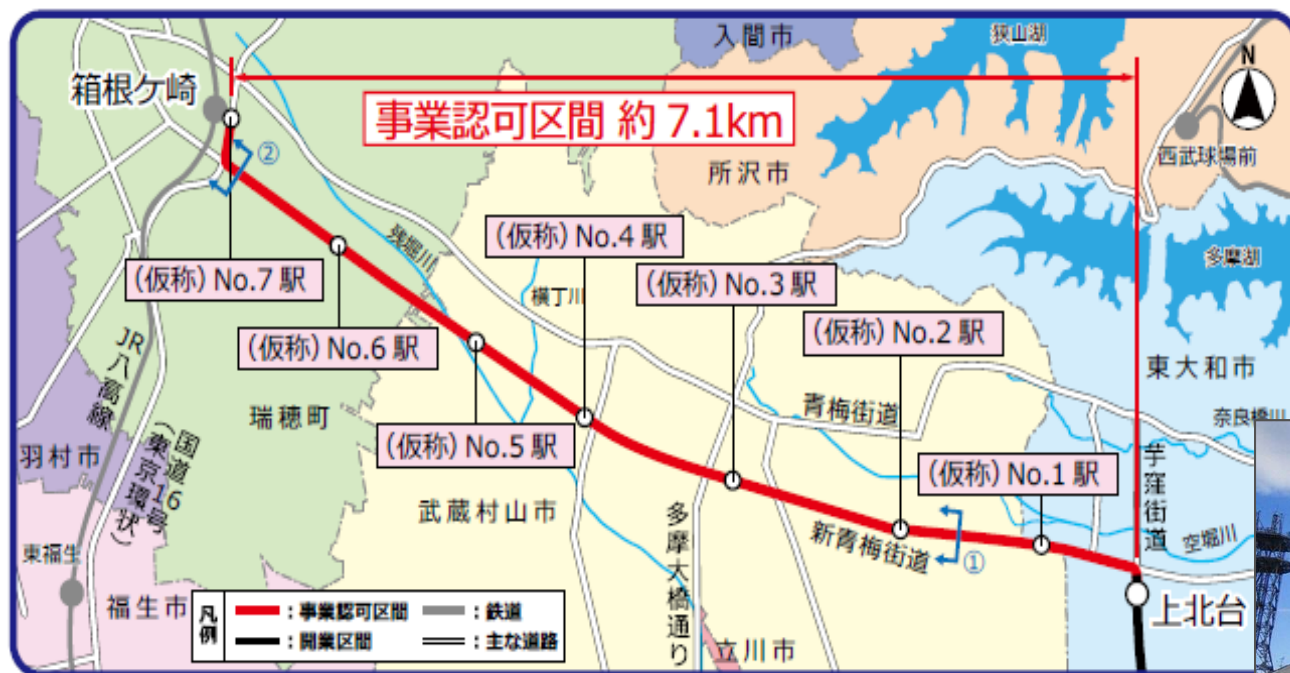 入間市
狭山湖
N
箱根ケ崎
事業認可区間 約 7.1km
②
西武球場前
所沢市
残堀川
(仮称) No.4 駅
多摩湖
(仮称) No.7 駅
横丁川
(仮称) No.3 駅
(仮称) No.6 駅
(仮称) No.2 駅
JR八高線
東大和市
瑞穂町
青梅街道
奈良橋川
(仮称) No.5 駅
国道16号
(東京環状)
羽村市
(仮称) No.1 駅
芋窪街道
武蔵村山市
多摩大橋通り
新青梅街道
①
空堀川
東福生
福生市
凡例
:事業認可区間
:鉄道
:開業区間
:主な道路
立川市
上北台